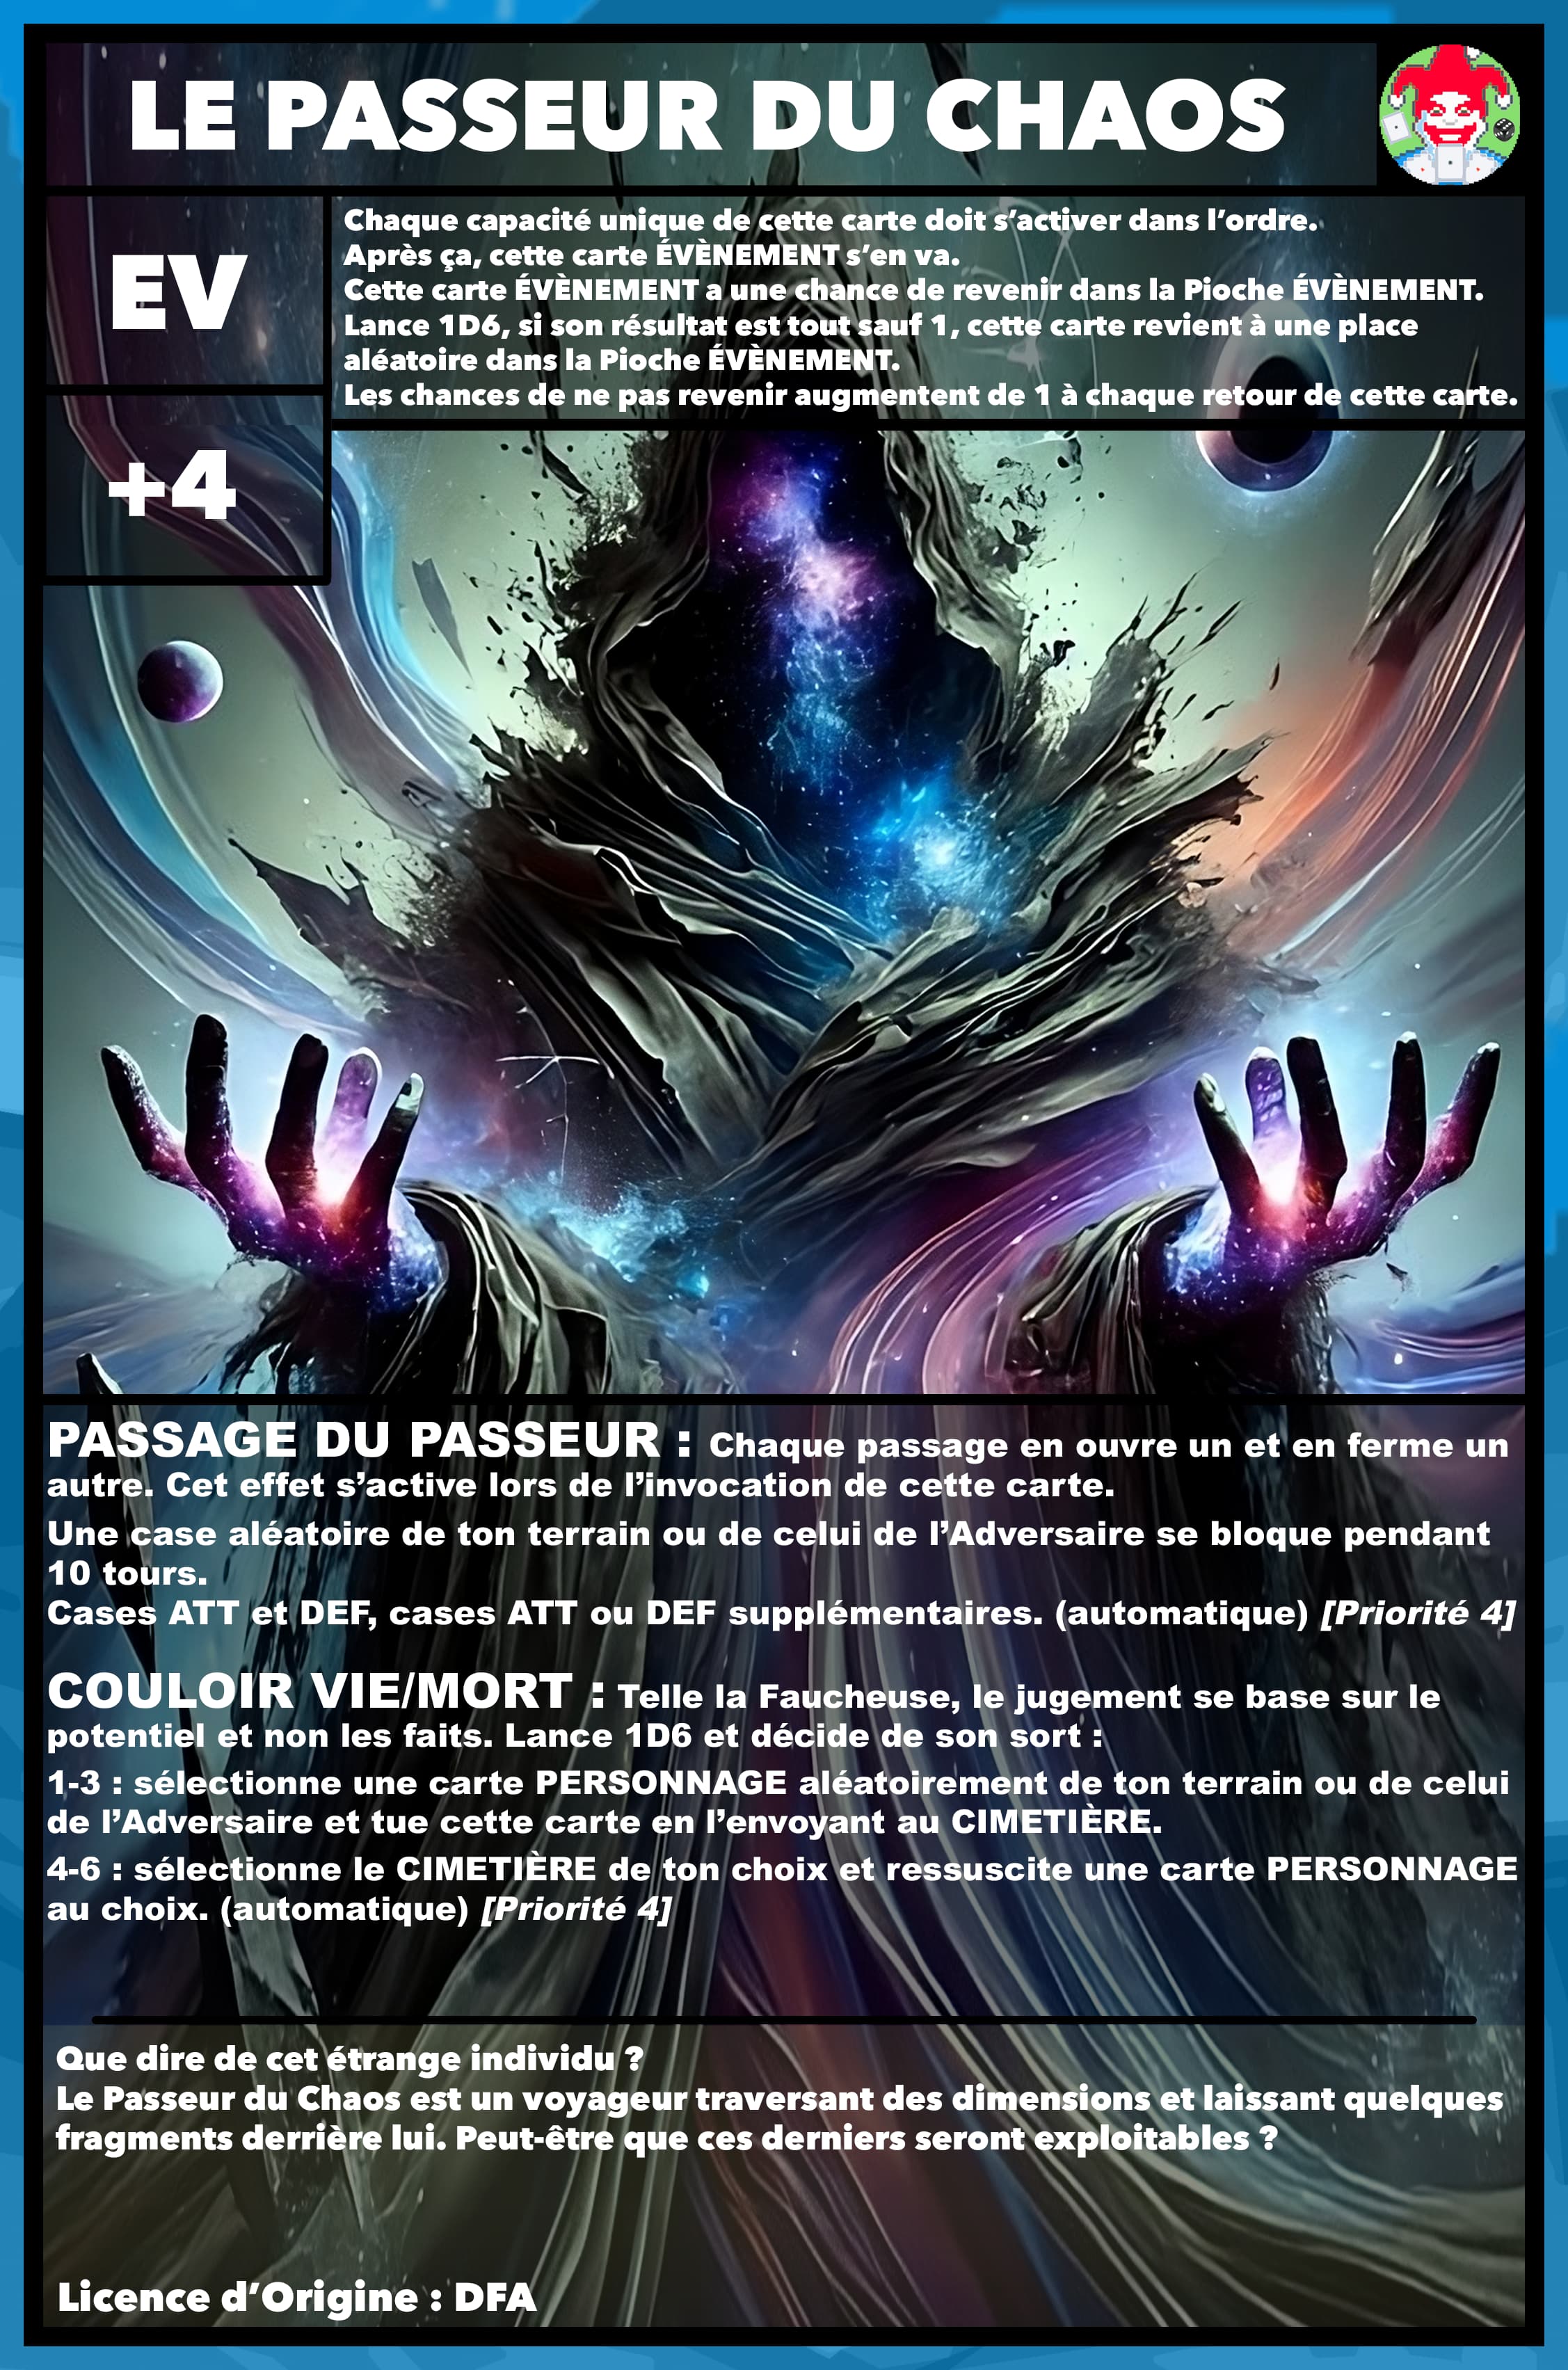 LE PASSEUR DU CHAOS
EV
+4
Chaque capacité unique de cette carte doit s’activer dans l’ordre.
Après ça, cette carte ÉVÈNEMENT s’en va.
Cette carte ÉVÈNEMENT a une chance de revenir dans la Pioche ÉVÈNEMENT.
Lance 1D6, si son résultat est tout sauf 1, cette carte revient à une place
aléatoire dans la Pioche ÉVÈNEMENT.
Les chances de ne pas revenir augmentent de 1 à chaque retour de cette carte.
PASSAGE DU PASSEUR : Chaque passage en ouvre un et en ferme un
autre. Cet effet s’active lors de l’invocation de cette carte.
Une case aléatoire de ton terrain ou de celui de l’Adversaire se bloque pendant
10 tours.
Cases ATT et DEF, cases ATT ou DEF supplémentaires. (automatique) [Priorité 4]
COULOIR VIE/MORT : Telle la Faucheuse, le jugement se base sur le
potentiel et non les faits. Lance 1D6 et décide de son sort :
1-3 : sélectionne une carte PERSONNAGE aléatoirement de ton terrain ou de celui
de l’Adversaire et tue cette carte en l’envoyant au CIMETIÈRE.
4-6 : sélectionne le CIMETIÈRE de ton choix et ressuscite une carte PERSONNAGE
au choix. (automatique) [Priorité 4]
Que dire de cet étrange individu ?
Le Passeur du Chaos est un voyageur traversant des dimensions et laissant quelques
fragments derrière lui. Peut-être que ces derniers seront exploitables ?
Licence d’Origine : DFA